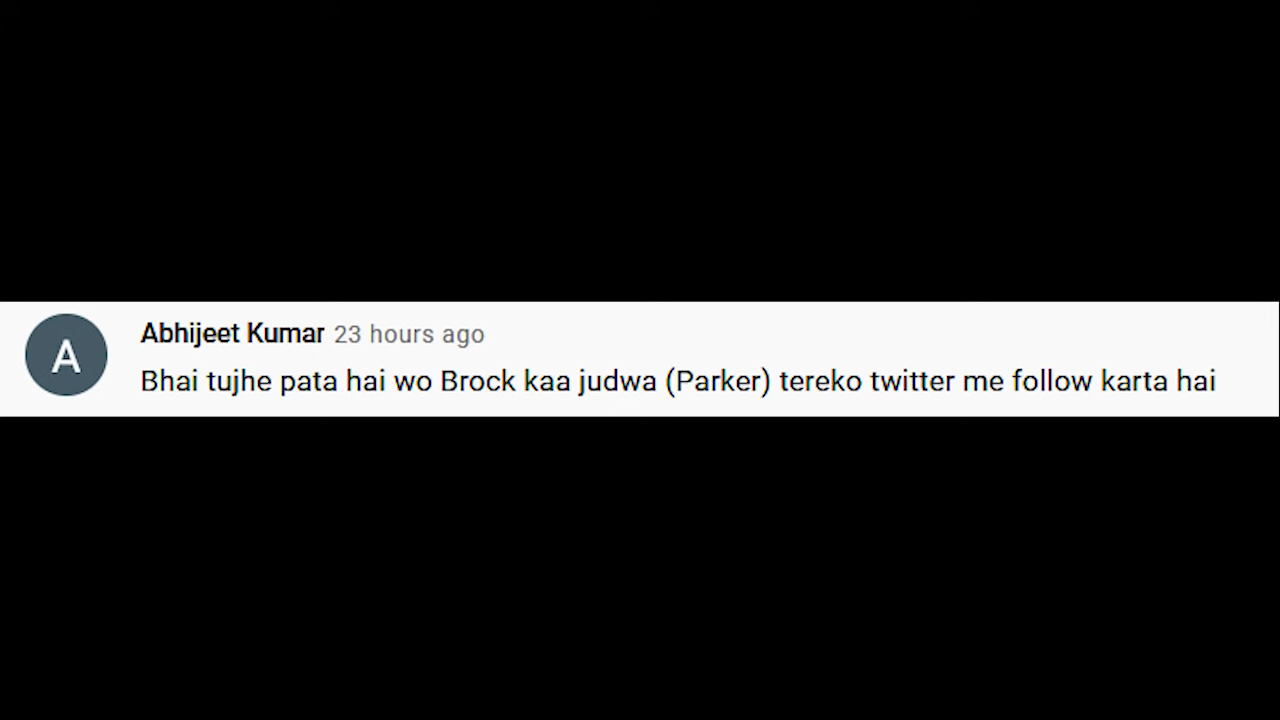 A
Abhijeet Kumar 23 hours ago
Bhai tujhe pata hai wo Brock kaa judwa (Parker) tereko twitter me follow karta hai